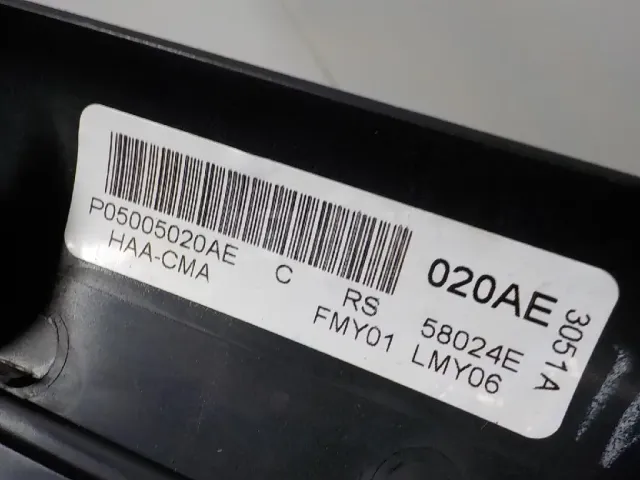 P05005020AE
020AE
HAA-CMA C RS 58024E
FMY01 LMY06
3051A